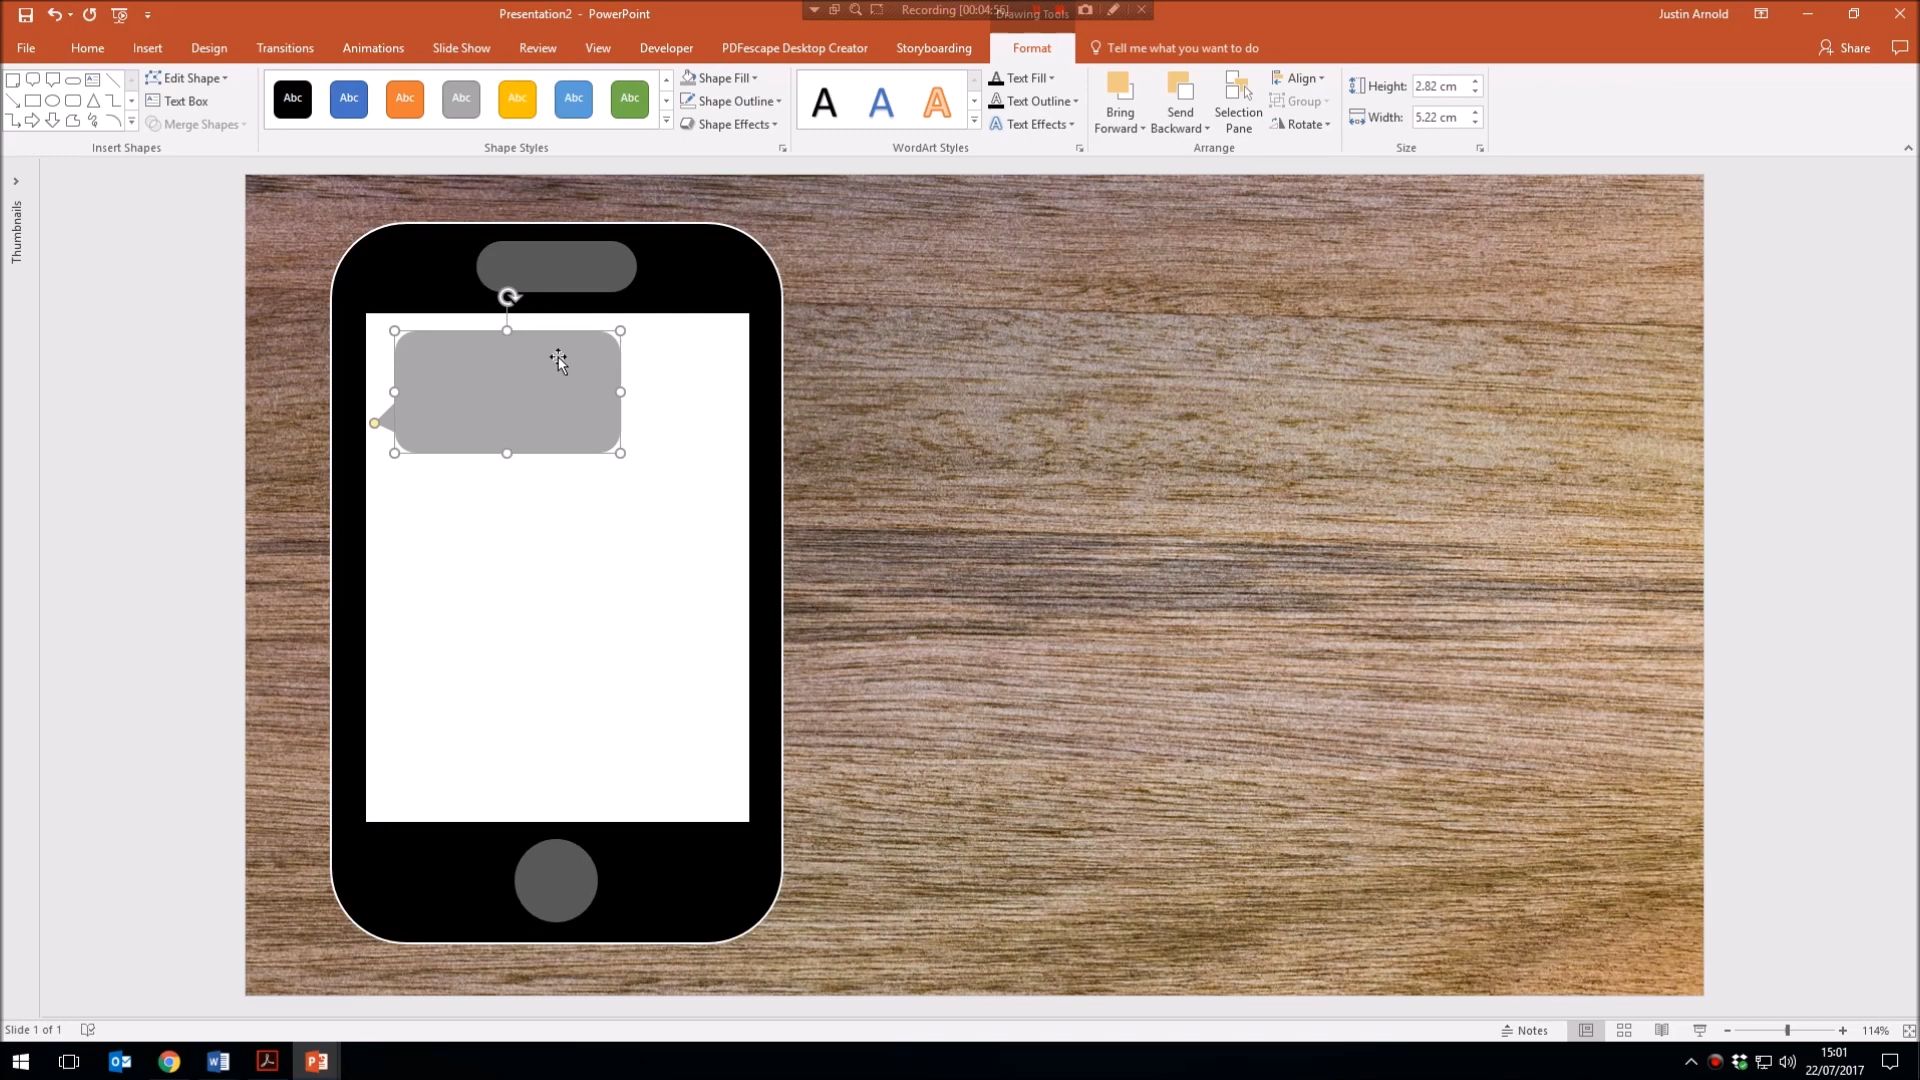 Presentation2 - PowerPoint
Recording [00:04:55]
Drawing Tools
Justin Arnold
File Home Insert Design Transitions Animations Slide Show Review View Developer PDFescape Desktop Creator Storyboarding Format Tell me what you want to do Share
Edit Shape
Text Box
Merge Shapes
Insert Shapes
Abc Abc Abc Abc Abc Abc Abc
Shape Styles
Shape Fill
Shape Outline
Shape Effects
A A A
WordArt Styles
Text Fill
Text Outline
Text Effects
Bring Forward
Send Backward
Selection Pane
Align
Group
Rotate
Arrange
Height: 2.82 cm
Width: 5.22 cm
Size
Thumbnails
Slide 1 of 1
Notes
114%
15:01
22/07/2017